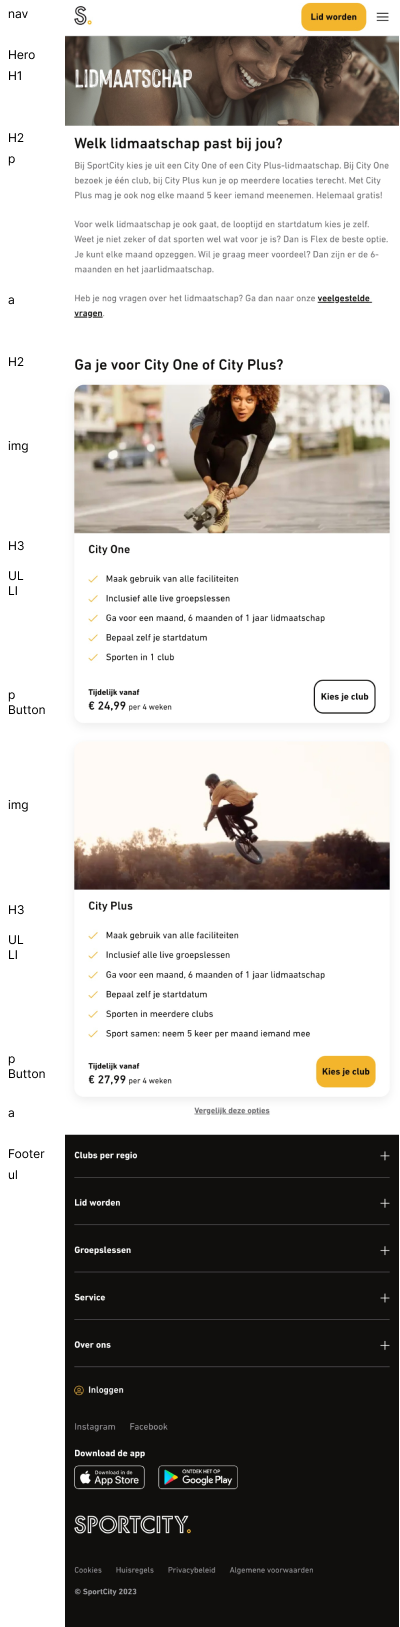 nav
S.
Lid worden
Hero
H1
LIDMAATSCHAP
H2
Welk lidmaatschap past bij jou?
p
Bij SportCity kies je uit een City One of een City Plus-lidmaatschap. Bij City One
bezoek je één club, bij City Plus kun je op meerdere locaties terecht. Met City
Plus mag je ook nog elke maand 5 keer iemand meenemen. Helemaal gratis!
Voor welk lidmaatschap je ook gaat, de looptijd en startdatum kies je zelf.
Weet je niet zeker of dat sporten wel wat voor je is? Dan is Flex de beste optie.
Je kunt elke maand opzeggen. Wil je graag meer voordeel? Dan zijn er de 6-
maanden en het jaarlidmaatschap.
a
Heb je nog vragen over het lidmaatschap? Ga dan naar onze veelgestelde
vragen.
H2
Ga je voor City One of City Plus?
img
H3
City One
UL
LI
Maak gebruik van alle faciliteiten
Inclusief alle live groepslessen
Ga voor een maand, 6 maanden of 1 jaar lidmaatschap
Bepaal zelf je startdatum
Sporten in 1 club
p
Button
Tijdelijk vanaf
€ 24,99 per 4 weken
Kies je club
img
H3
City Plus
UL
LI
Maak gebruik van alle faciliteiten
Inclusief alle live groepslessen
Ga voor een maand, 6 maanden of 1 jaar lidmaatschap
Bepaal zelf je startdatum
Sporten in meerdere clubs
Sport samen: neem 5 keer per maand iemand mee
p
Button
Tijdelijk vanaf
€ 27,99 per 4 weken
Kies je club
a
Vergelijk deze opties
Footer
ul
Clubs per regio
Lid worden
Groepslessen
Service
Over ons
Inloggen
Instagram Facebook
Download de app
Download in de
App Store
ONTDEK HET OP
Google Play
SPORTCITY.
Cookies Huisregels Privacybeleid Algemene voorwaarden
© SportCity 2023